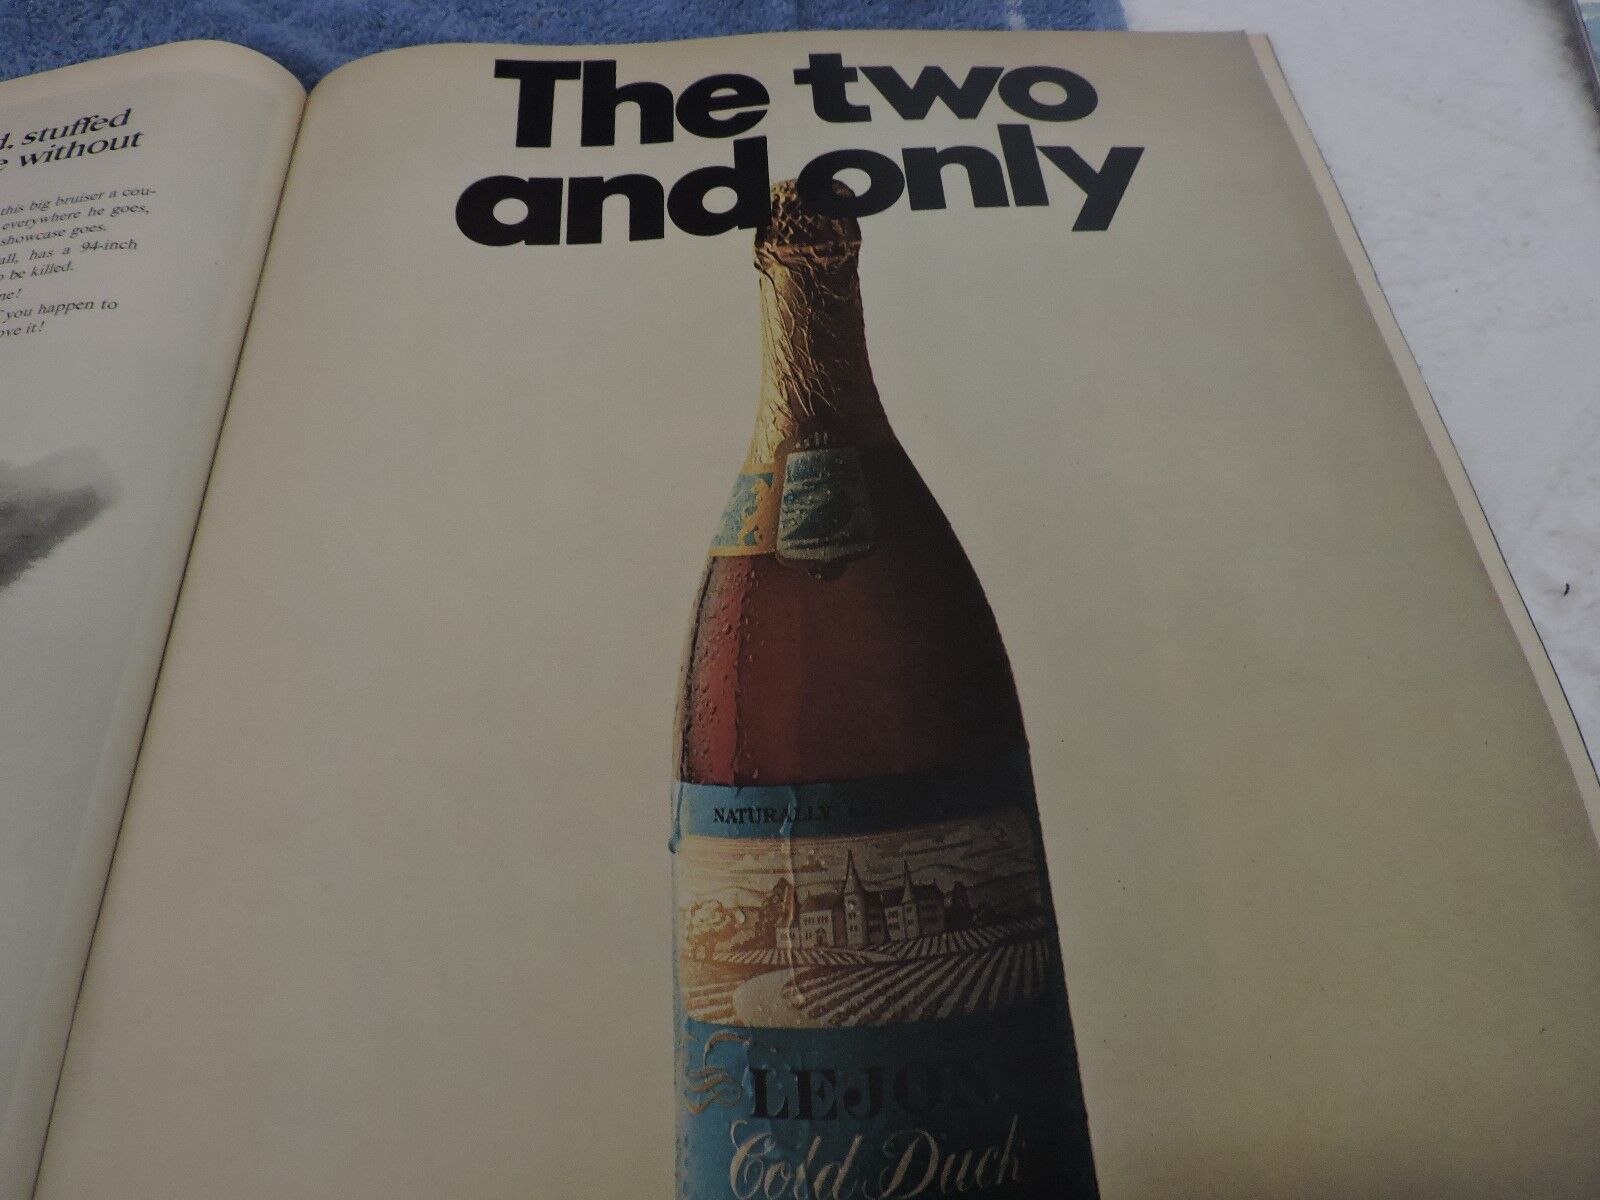 d, stuffed
e without
this big bruiser a cou-
everywhere he goes,
showcase goes.
all, has a 94-inch
o be killed.
ne!
f you happen to
ove it!
The two
and only
NATURALLY
LEJON
Cold Duck